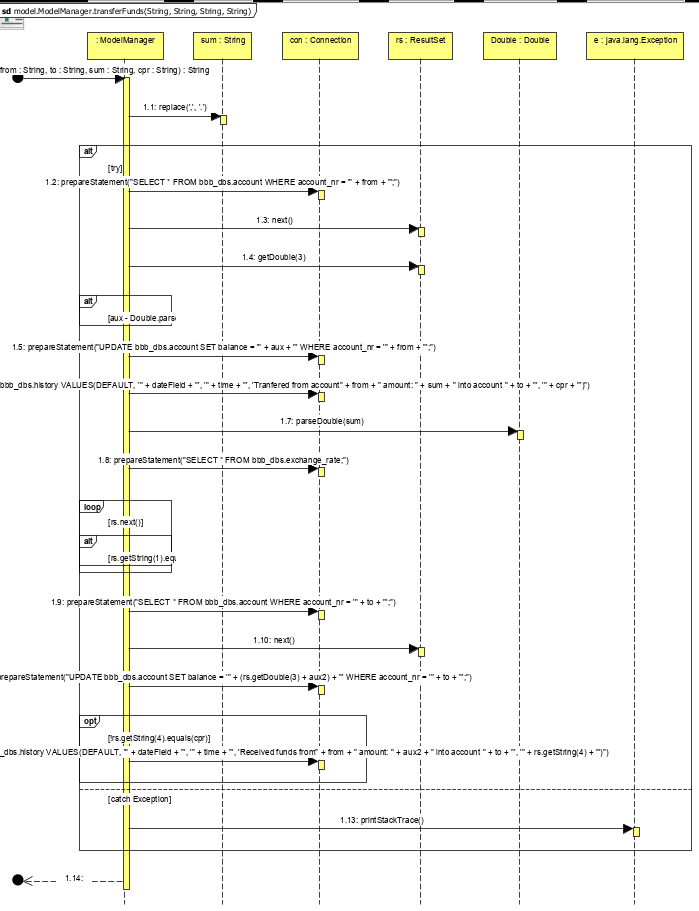 sd model.ModelManager.transferFunds(String, String, String, String)
: ModelManager
sum : String
con : Connection
rs : ResultSet
Double : Double
e : java.lang.Exception
from : String, to : String, sum : String, cpr : String) : String
1.1: replace(',', '.')
alt
[try]
1.2: prepareStatement("SELECT * FROM bbb_dbs.account WHERE account_nr = '" + from + "';")
1.3: next()
1.4: getDouble(3)
alt
[aux - Double.parse
1.5: prepareStatement("UPDATE bbb_dbs.account SET balance = '" + aux + "' WHERE account_nr = '" + from + "';")
bbb_dbs.history VALUES(DEFAULT, '" + dateField + "', '" + time + "', 'Tranfered from account" + from + " amount: " + sum + " into account " + to + "', '" + cpr + "')")
1.7: parseDouble(sum)
1.8: prepareStatement("SELECT * FROM bbb_dbs.exchange_rate;")
loop
[rs.next()]
alt
[rs.getString(1).equ
1.9: prepareStatement("SELECT * FROM bbb_dbs.account WHERE account_nr = '" + to + "';")
1.10: next()
prepareStatement("UPDATE bbb_dbs.account SET balance = '" + (rs.getDouble(3) + aux2) + "' WHERE account_nr = '" + to + "';")
opt
[!rs.getString(4).equals(cpr)]
_dbs.history VALUES(DEFAULT, '" + dateField + "', '" + time + "', 'Received funds from" + from + " amount: " + aux2 + " into account " + to + "', '" + rs.getString(4) + "')")
[catch Exception]
1.13: printStackTrace()
1.14: